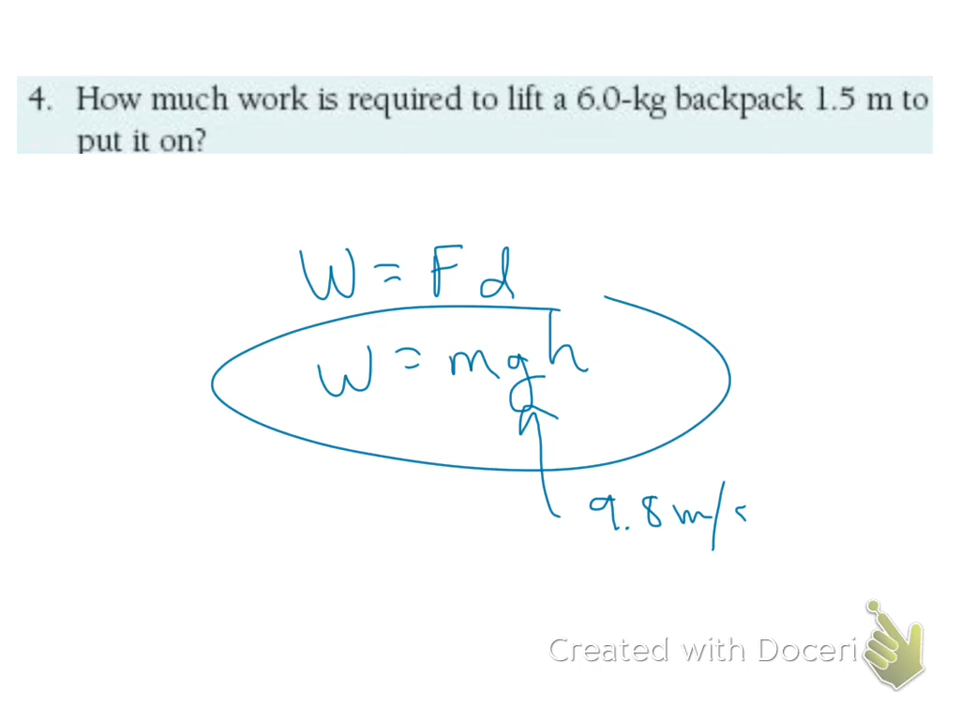 4. How much work is required to lift a 6.0-kg backpack 1.5 m to
put it on?
W = Fd
W = mgh
9.8 m/s
Created with Doceri